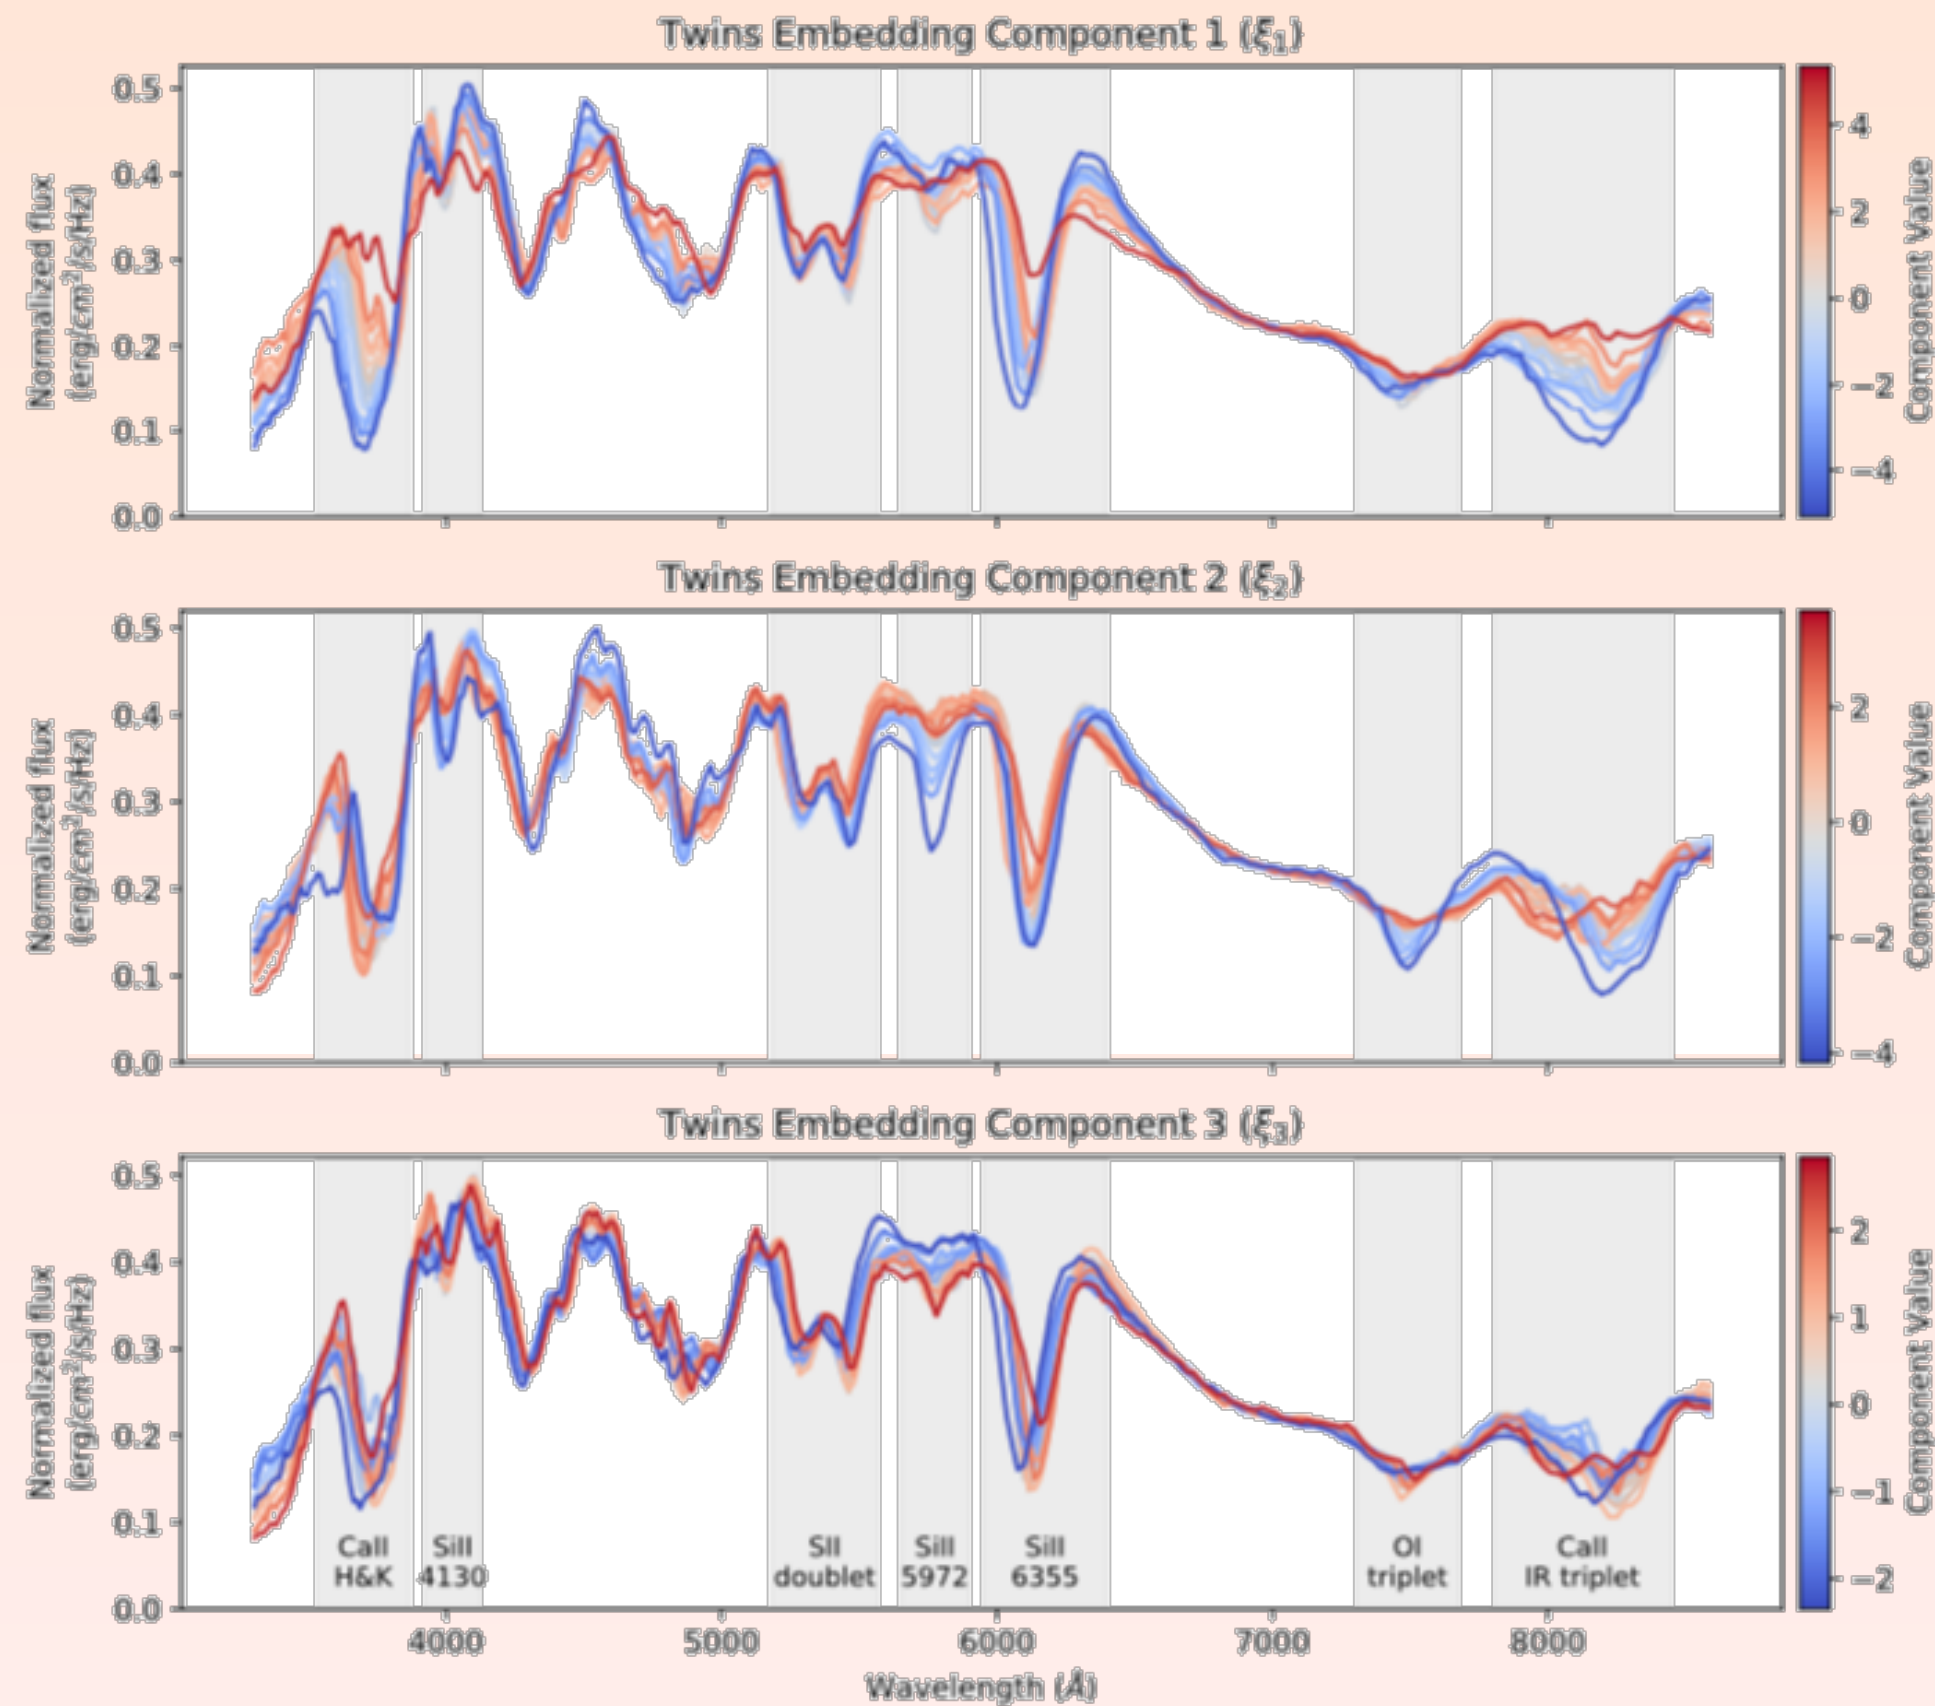 Twins Embedding Component 1 (ξ₁)
Normalized flux
(erg/cm²/s/Hz)
0.5
0.4
0.3
0.2
0.1
0.0
4
2
0
−2
−4
Component Value
Twins Embedding Component 2 (ξ₂)
Normalized flux
(erg/cm²/s/Hz)
0.5
0.4
0.3
0.2
0.1
0.0
2
0
−2
−4
Component Value
Twins Embedding Component 3 (ξ₃)
Normalized flux
(erg/cm²/s/Hz)
0.5
0.4
0.3
0.2
0.1
0.0
CaII SiII SII SiII SiII OI CaII
H&K 4130 doublet 5972 6355 triplet IR triplet
2
1
0
−1
−2
Component Value
4000 5000 6000 7000 8000
Wavelength (Å)